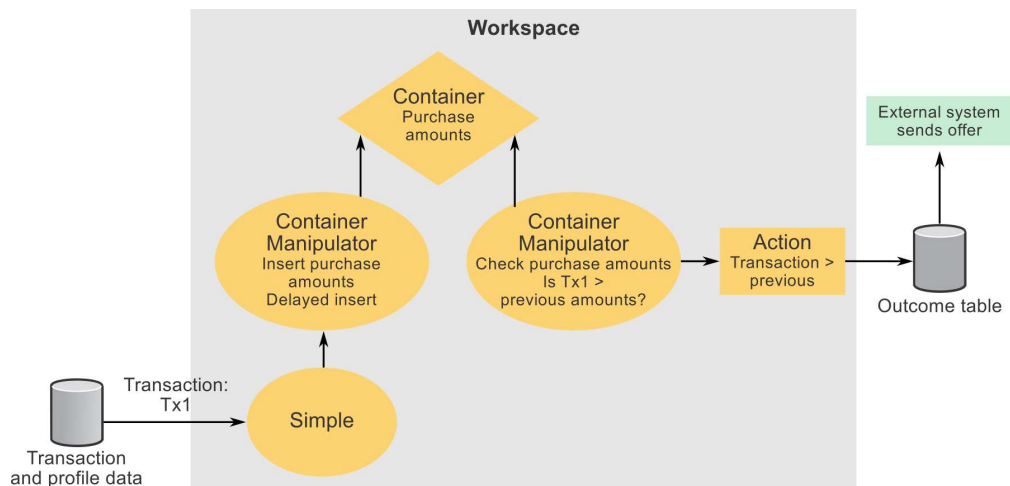 Workspace
Container
Purchase
amounts
External system
sends offer
Container
Manipulator
Insert purchase
amounts
Delayed insert
Container
Manipulator
Check purchase amounts
Is Tx1 >
previous amounts?
Action
Transaction >
previous
Outcome table
Transaction:
Tx1
Simple
Transaction
and profile data